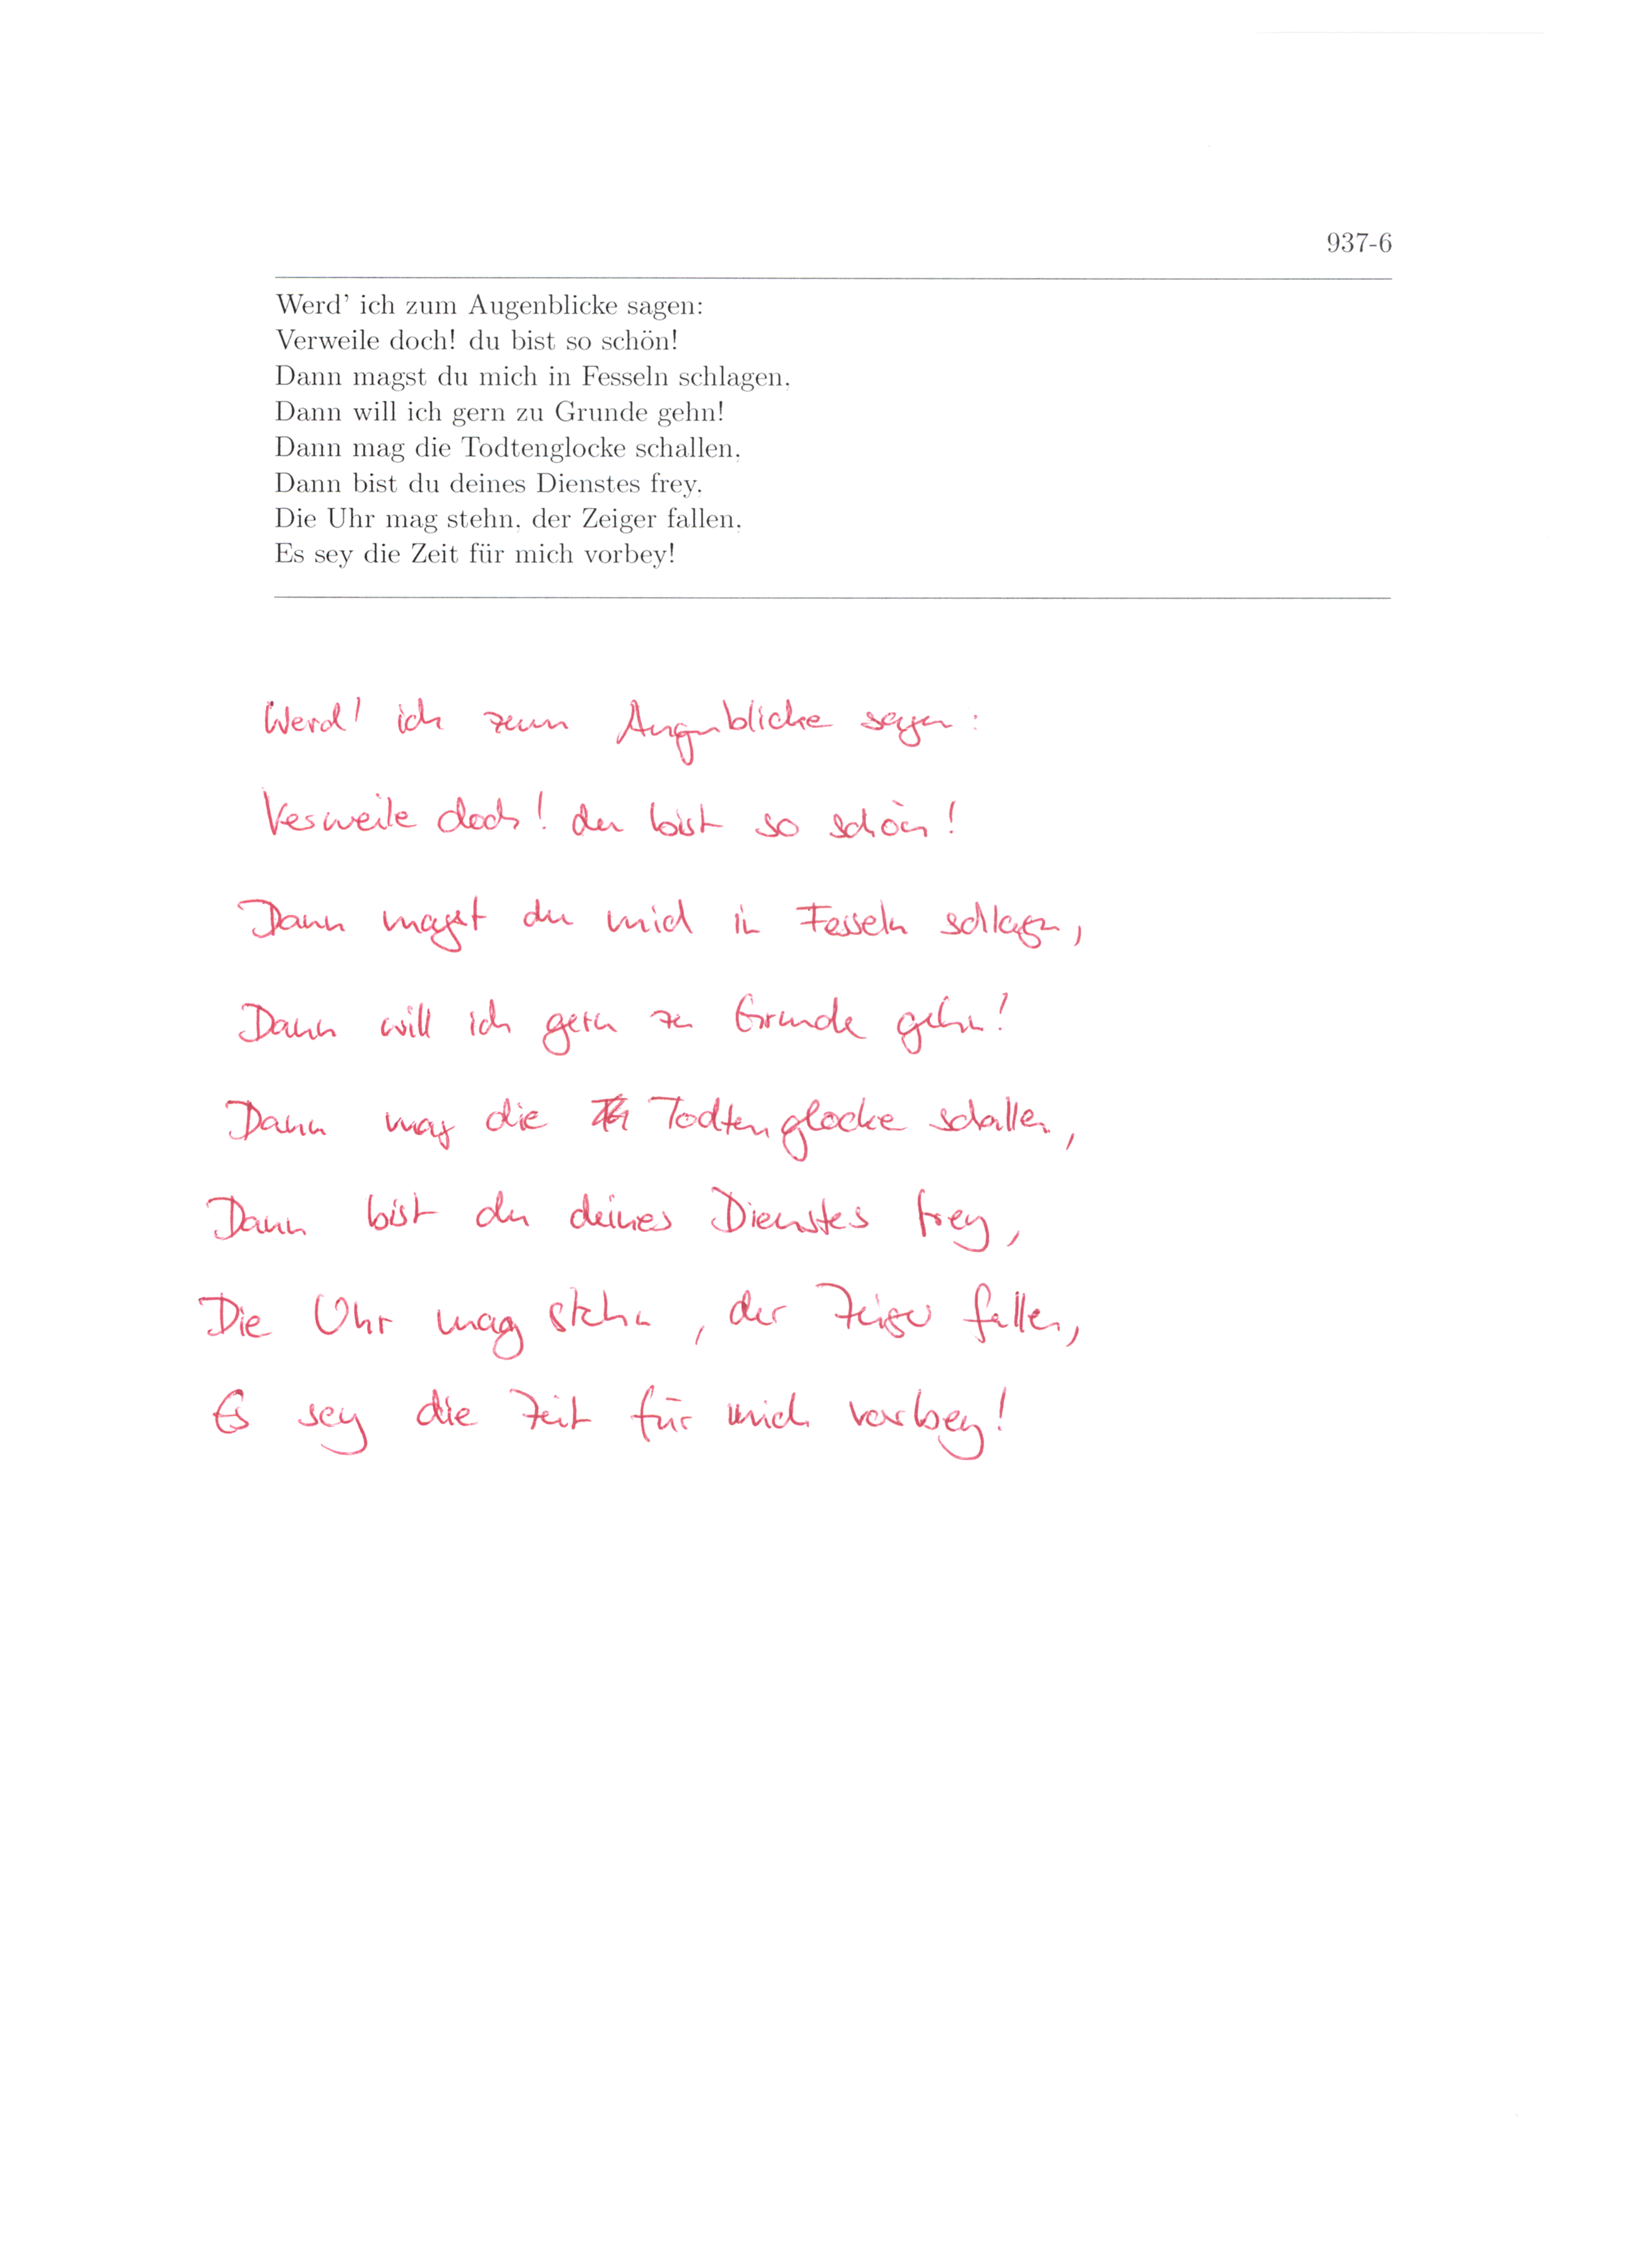 937-6
Werd' ich zum Augenblicke sagen:
Verweile doch! du bist so schön!
Dann magst du mich in Fesseln schlagen,
Dann will ich gern zu Grunde gehn!
Dann mag die Todtenglocke schallen,
Dann bist du deines Dienstes frey,
Die Uhr mag stehn, der Zeiger fallen,
Es sey die Zeit für mich vorbey!
Werd' ich zum Augenblicke sagen:
Verweile doch! du bist so schön!
Dann magst du mich in Fesseln schlagen,
Dann will ich gern zu Grunde gehn!
Dann mag die Todtenglocke schallen,
Dann bist du deines Dienstes frey,
Die Uhr mag stehn, der Zeiger fallen,
Es sey die Zeit für mich vorbey!